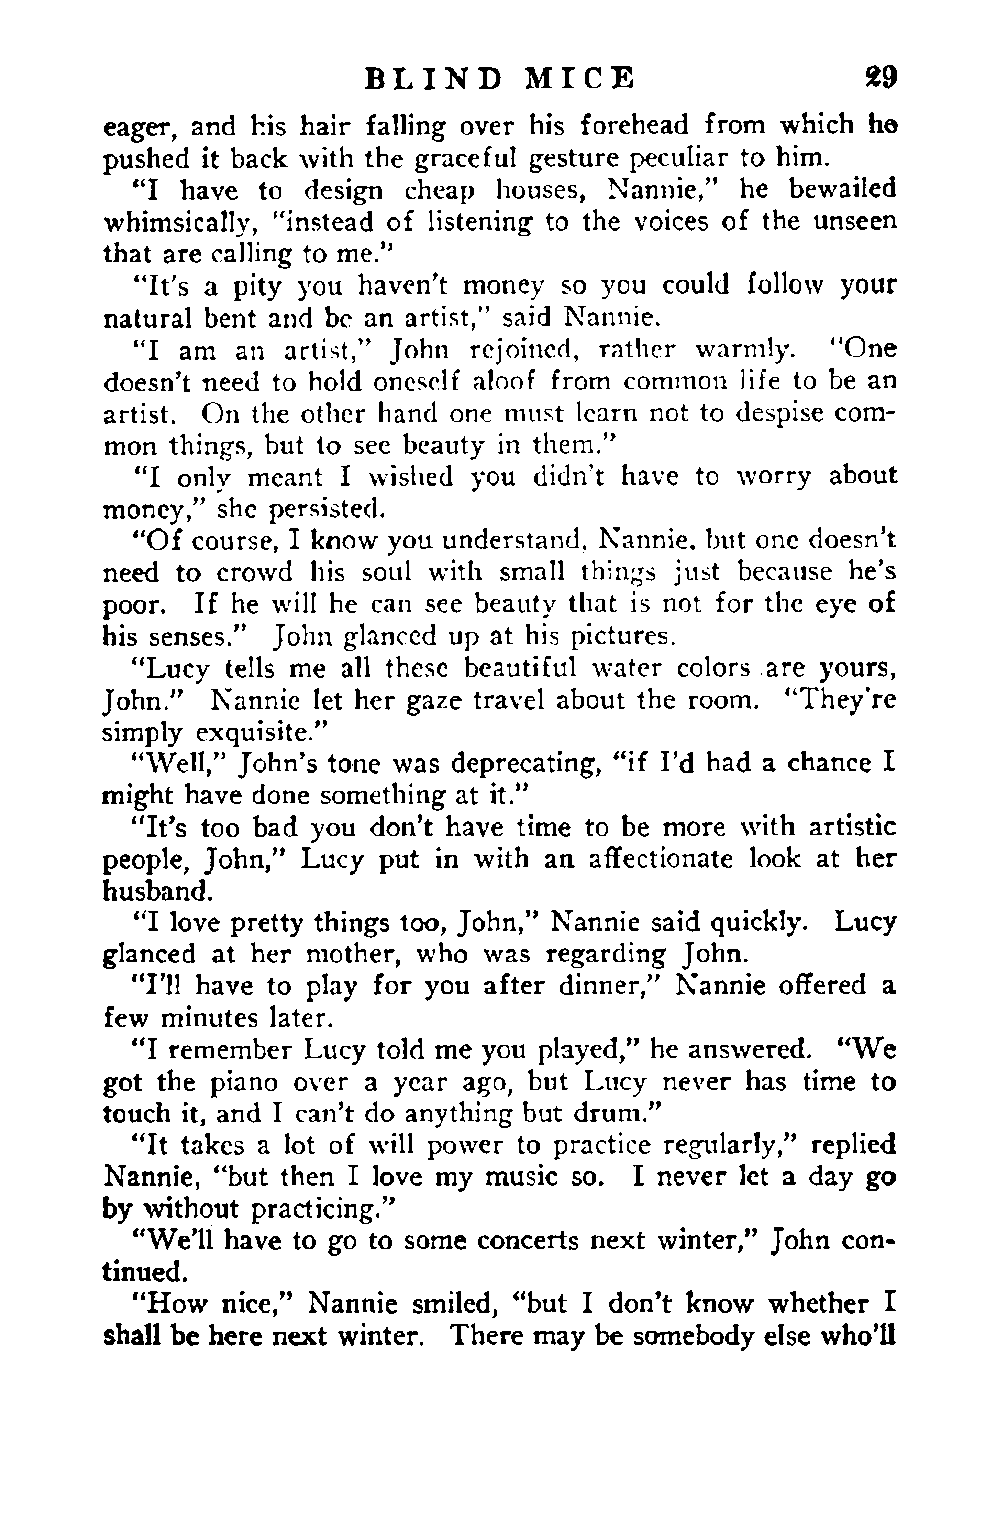 BLIND MICE 29
eager, and his hair falling over his forehead from which he
pushed it back with the graceful gesture peculiar to him.
“I have to design cheap houses, Nannie,” he bewailed
whimsically, “instead of listening to the voices of the unseen
that are calling to me.”
“It’s a pity you haven’t money so you could follow your
natural bent and be an artist,” said Nannie.
“I am an artist,” John rejoined, rather warmly. “One
doesn’t need to hold oneself aloof from common life to be an
artist. On the other hand one must learn not to despise com-
mon things, but to see beauty in them.”
“I only meant I wished you didn’t have to worry about
money,” she persisted.
“Of course, I know you understand, Nannie, but one doesn’t
need to crowd his soul with small things just because he’s
poor. If he will he can see beauty that is not for the eye of
his senses.” John glanced up at his pictures.
“Lucy tells me all these beautiful water colors are yours,
John.” Nannie let her gaze travel about the room. “They’re
simply exquisite.”
“Well,” John’s tone was deprecating, “if I’d had a chance I
might have done something at it.”
“It’s too bad you don’t have time to be more with artistic
people, John,” Lucy put in with an affectionate look at her
husband.
“I love pretty things too, John,” Nannie said quickly. Lucy
glanced at her mother, who was regarding John.
“I’ll have to play for you after dinner,” Nannie offered a
few minutes later.
“I remember Lucy told me you played,” he answered. “We
got the piano over a year ago, but Lucy never has time to
touch it, and I can’t do anything but drum.”
“It takes a lot of will power to practice regularly,” replied
Nannie, “but then I love my music so. I never let a day go
by without practicing.”
“We’ll have to go to some concerts next winter,” John con-
tinued.
“How nice,” Nannie smiled, “but I don’t know whether I
shall be here next winter. There may be somebody else who’ll